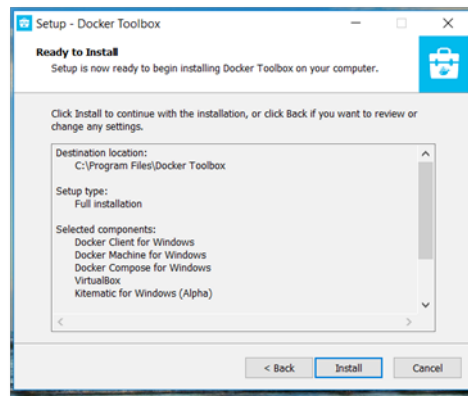 Setup - Docker Toolbox
Ready to Install
Setup is now ready to begin installing Docker Toolbox on your computer.
Click Install to continue with the installation, or click Back if you want to review or
change any settings.
Destination location:
C:\Program Files\Docker Toolbox
Setup type:
Full installation
Selected components:
Docker Client for Windows
Docker Machine for Windows
Docker Compose for Windows
VirtualBox
Kitematic for Windows (Alpha)
< Back Install Cancel